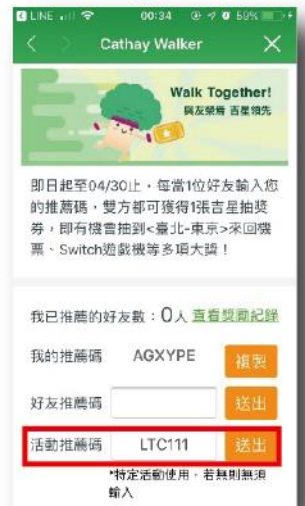 LINE 00:34 59%
Cathay Walker
Walk Together!
與友榮肯 吉星領先
即日起至04/30止,每當1位好
友輸入您
的推薦碼,雙方都可獲得1張吉星抽獎
券,即有機會抽到<臺北-東京>來回機
票、Switch遊戲機等多項大獎!
我已推薦的好友數:0人 查看獎勵紀錄
我的推薦碼 AGXYPE 複製
好友推薦碼 送出
活動推薦碼 LTC111 送出
*特定活動使用,若無則無須
輸入